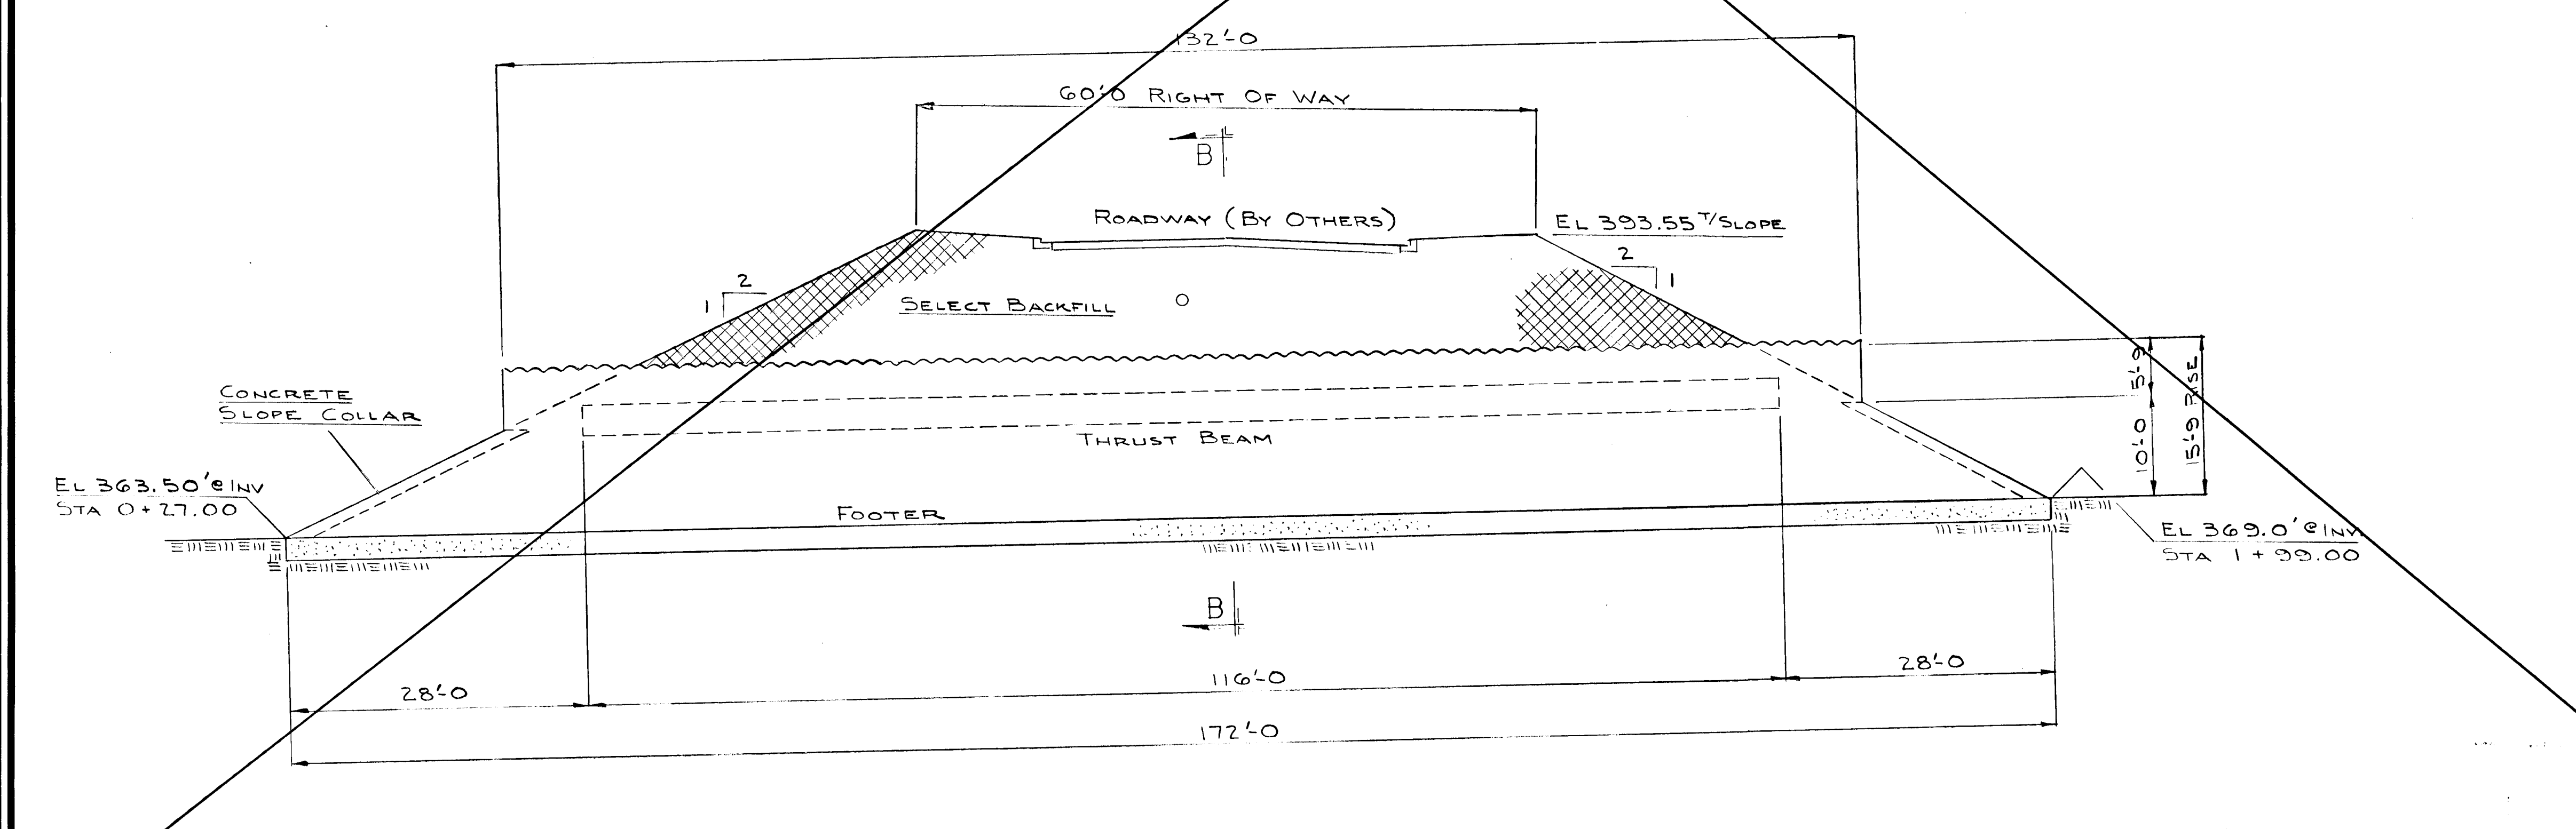 132'-0
60'-0 RIGHT OF WAY
B
ROADWAY (BY OTHERS)
EL 393.55 T/SLOPE
2
1
2
1
SELECT BACKFILL
CONCRETE
SLOPE COLLAR
THRUST BEAM
5'-9
10'-0
15'-9 RISE
EL 363.50' @ INV
STA 0+27.00
FOOTER
EL 369.0' @ INV.
STA 1+99.00
B
28'-0
116'-0
28'-0
172'-0